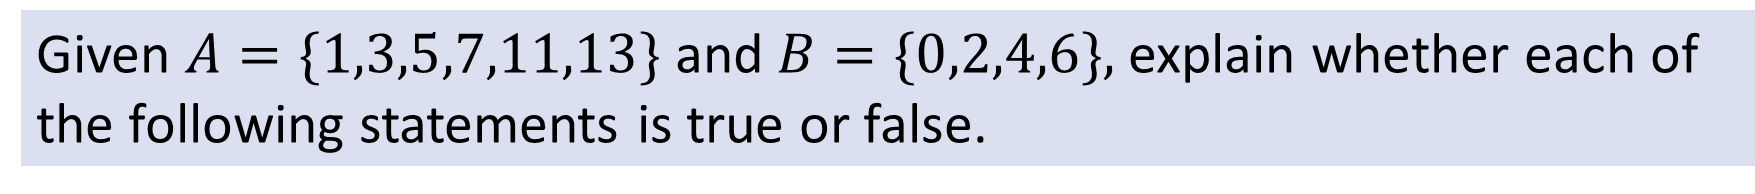 Given A = {1,3,5,7,11,13} and B = {0,2,4,6}, explain whether each of
the following statements is true or false.